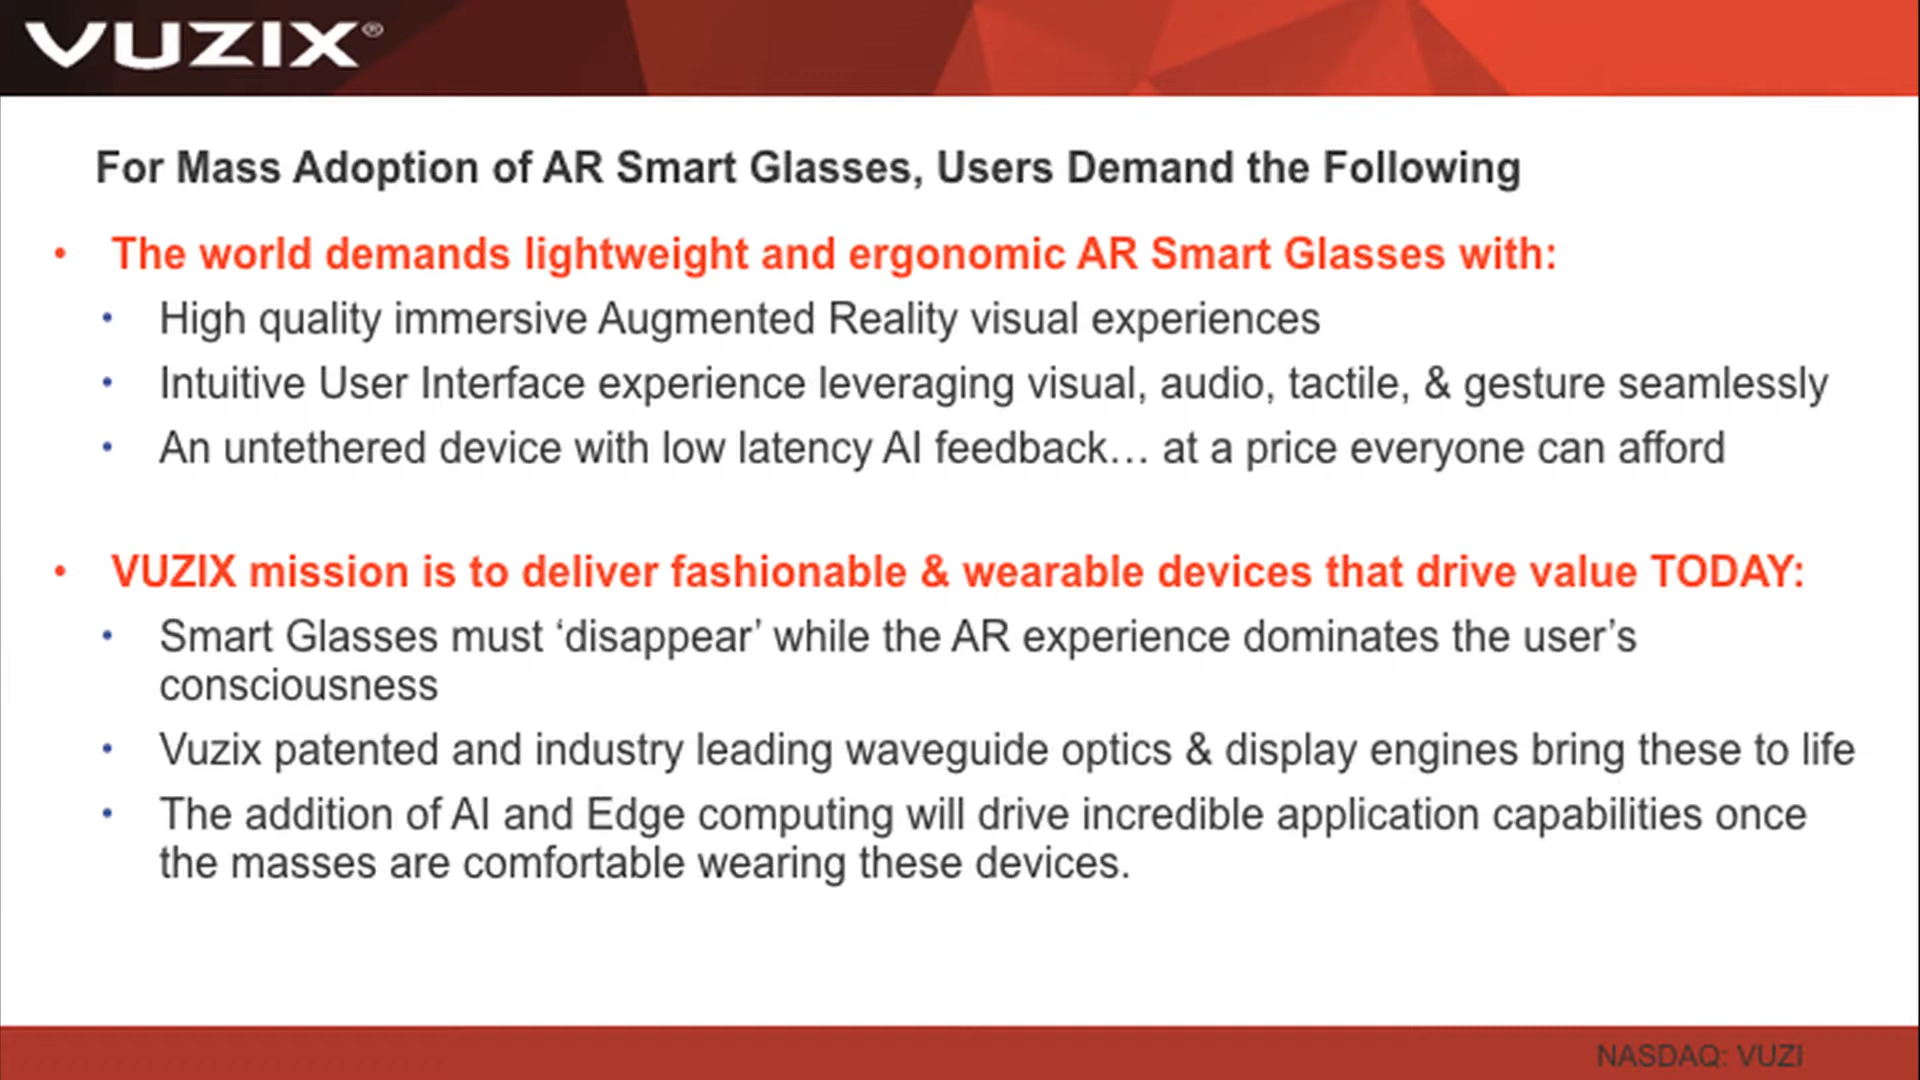 VUZIX®
For Mass Adoption of AR Smart Glasses, Users Demand the Following
• The world demands lightweight and ergonomic AR Smart Glasses with:
• High quality immersive Augmented Reality visual experiences
• Intuitive User Interface experience leveraging visual, audio, tactile, & gesture seamlessly
• An untethered device with low latency AI feedback… at a price everyone can afford
• VUZIX mission is to deliver fashionable & wearable devices that drive value TODAY:
• Smart Glasses must ‘disappear’ while the AR experience dominates the user’s
consciousness
• Vuzix patented and industry leading waveguide optics & display engines bring these to life
• The addition of AI and Edge computing will drive incredible application capabilities once
the masses are comfortable wearing these devices.
NASDAQ: VUZI